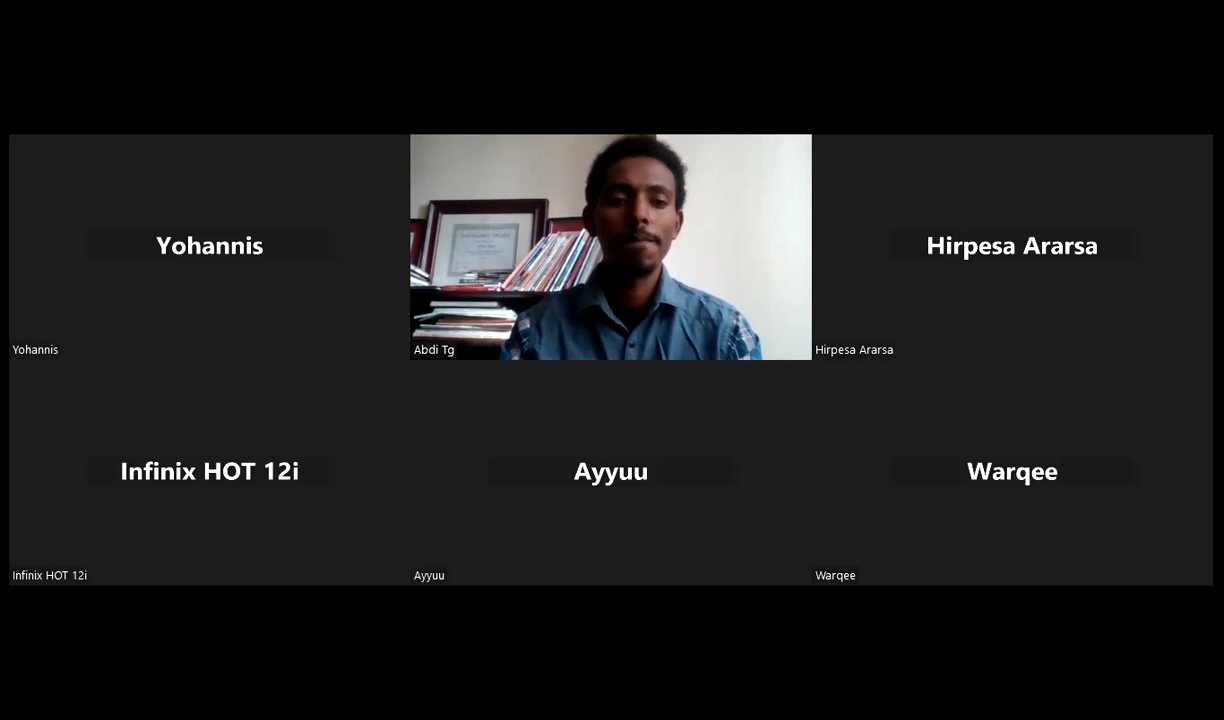 Yohannis
Hirpesa Ararsa
Yohannis
Abdi Tg
Hirpesa Ararsa
Infinix HOT 12i
Ayyuu
Warqee
Infinix HOT 12i
Ayyuu
Warqee